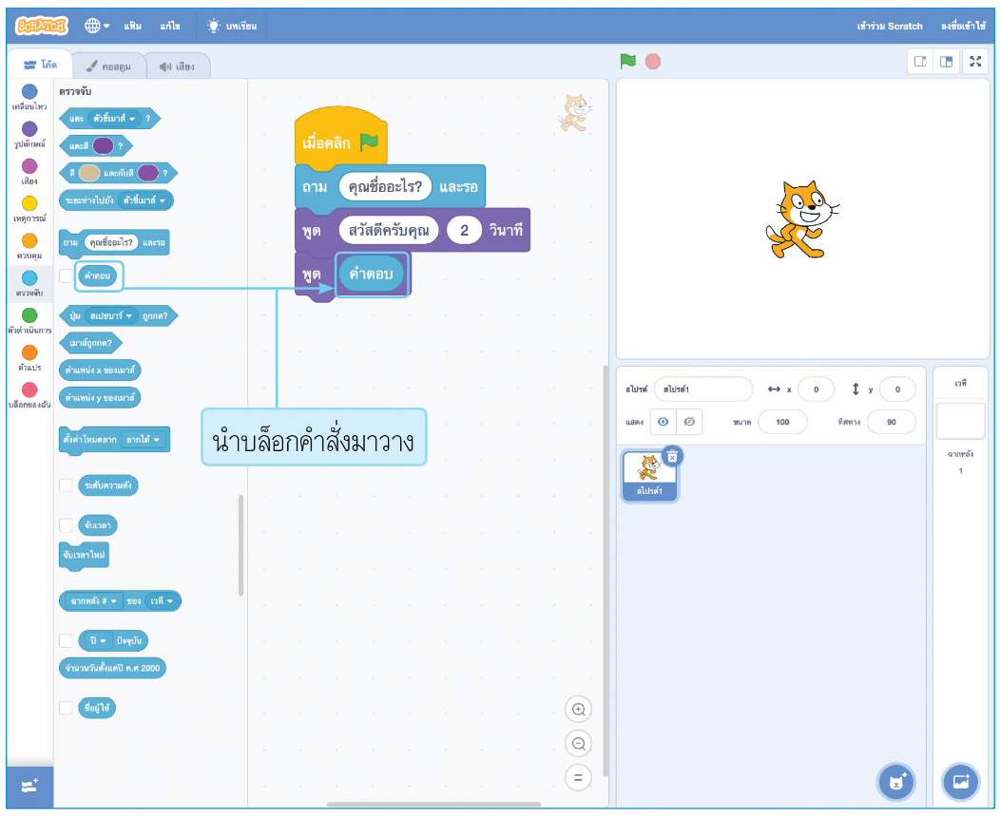 SCRATCH แฟ้ม แก้ไข บทเรียน เข้าร่วม Scratch ลงชื่อเข้าใช้
โค้ด คอสตูม เสียง
เคลื่อนไหว
รูปลักษณ์
เสียง
เหตุการณ์
ควบคุม
ตรวจจับ
ตัวดำเนินการ
ตัวแปร
บล็อกของฉัน
ตรวจจับ
แตะ ตัวชี้เมาส์ ?
แตะสี ?
สี แตะกับสี ?
ระยะห่างไปยัง ตัวชี้เมาส์
ถาม คุณชื่ออะไร? และรอ
คำตอบ
ปุ่ม สเปซบาร์ ถูกกด?
เมาส์ถูกกด?
ตำแหน่ง x ของเมาส์
ตำแหน่ง y ของเมาส์
ตั้งค่าโหมดลาก ลากได้
ระดับความดัง
จับเวลา
จับเวลาใหม่
ฉากหลัง # ของ เวที
ปี ปัจจุบัน
จำนวนวันตั้งแต่ปี ค.ศ 2000
ชื่อผู้ใช้
เมื่อคลิก
ถาม คุณชื่ออะไร? และรอ
พูด สวัสดีครับคุณ 2 วินาที
พูด คำตอบ
นำบล็อกคำสั่งมาวาง
สไปรต์ สไปรต์1 x 0 y 0
แสดง ขนาด 100 ทิศทาง 90
สไปรต์1
เวที
ฉากหลัง
1